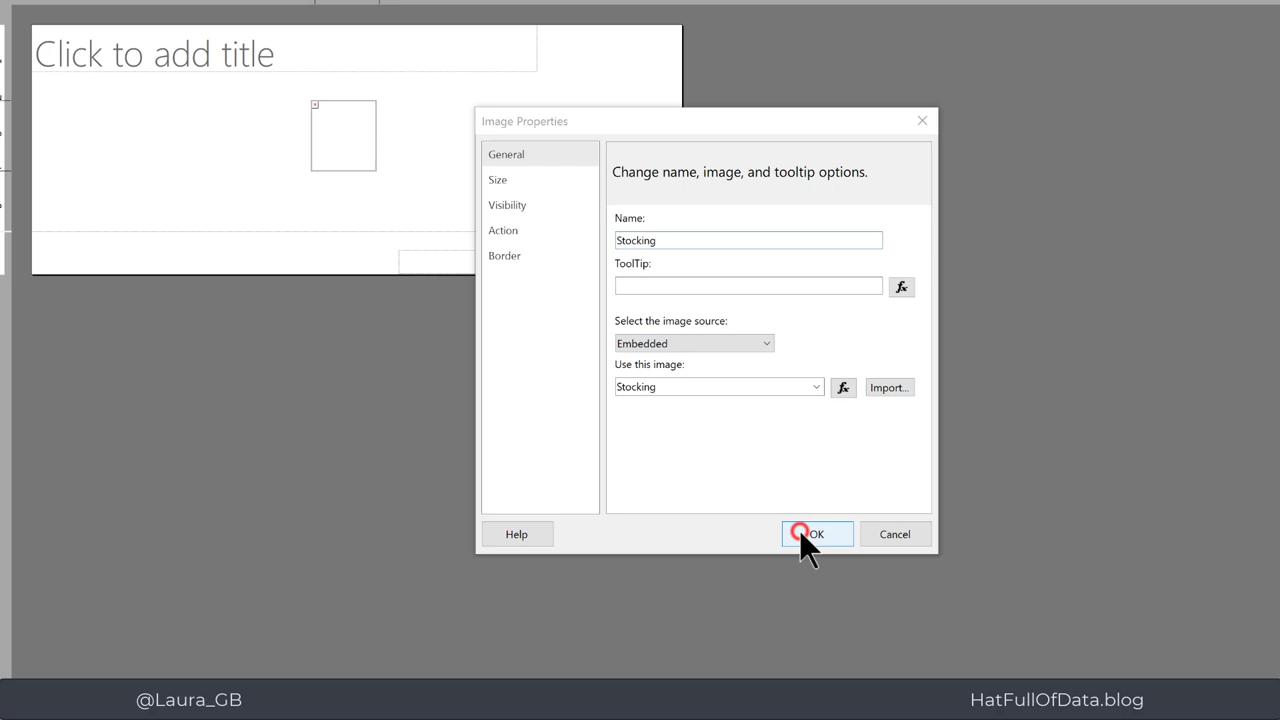 Click to add title
Image Properties
General
Size
Visibility
Action
Border
Change name, image, and tooltip options.
Name:
Stocking
ToolTip:
fx
Select the image source:
Embedded
Use this image:
Stocking
fx
Import...
Help
OK
Cancel
@Laura_GB
HatFullOfData.blog